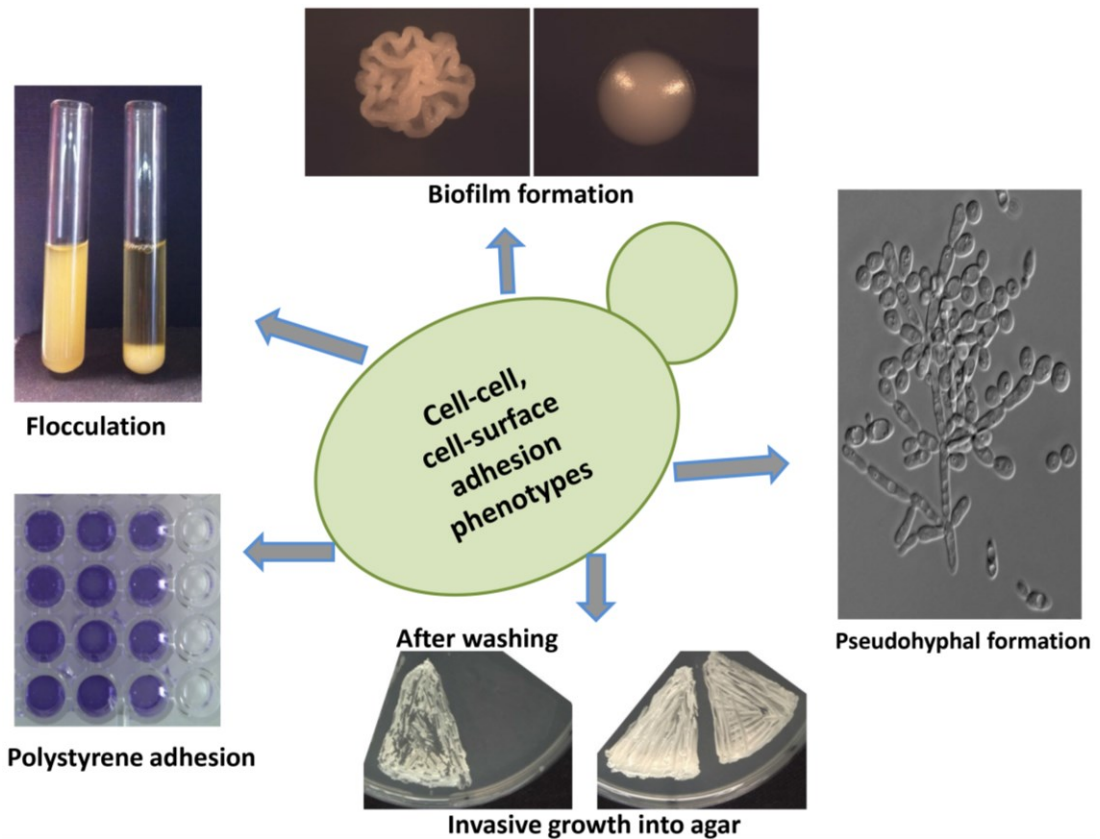 Biofilm formation
Flocculation
Cell-cell,
cell-surface
adhesion
phenotypes
Pseudohyphal formation
Polystyrene adhesion
After washing
Invasive growth into agar